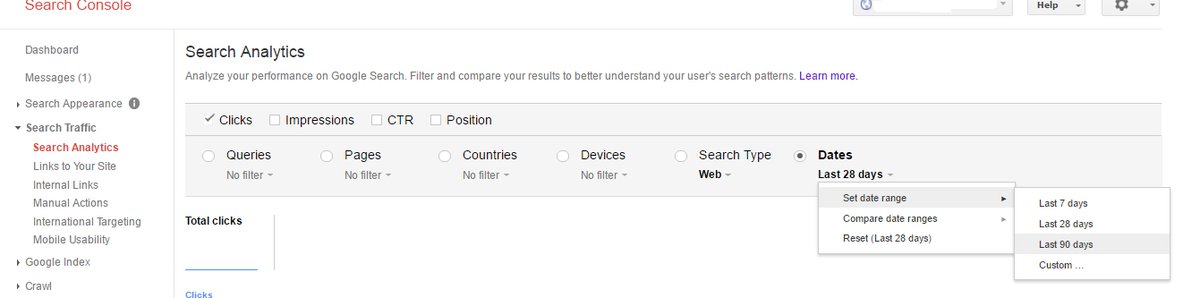 Search Console
Help
Dashboard
Messages (1)
Search Appearance
Search Traffic
Search Analytics
Links to Your Site
Internal Links
Manual Actions
International Targeting
Mobile Usability
Google Index
Crawl
Search Analytics
Analyze your performance on Google Search. Filter and compare your results to better understand your user's search patterns. Learn more.
Clicks Impressions CTR Position
Queries Pages Countries Devices Search Type Dates
No filter No filter No filter No filter Web Last 28 days
Set date range
Compare date ranges
Reset (Last 28 days)
Last 7 days
Last 28 days
Last 90 days
Custom ...
Total clicks
Clicks